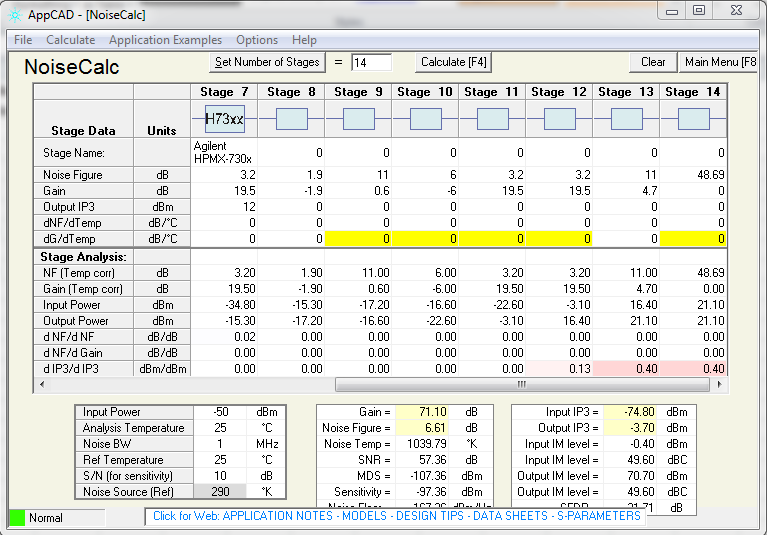 AppCAD - [NoiseCalc]
File Calculate Application Examples Options Help
NoiseCalc
Set Number of Stages = 14 Calculate [F4] Clear Main Menu [F8
Stage 7 Stage 8 Stage 9 Stage 10 Stage 11 Stage 12 Stage 13 Stage 14
H73xx
Stage Data Units
Stage Name: Agilent HPMX-730x 0 0 0 0 0 0 0
Noise Figure dB 3.2 1.9 11 6 3.2 3.2 11 48.69
Gain dB 19.5 -1.9 0.6 -6 19.5 19.5 4.7 0
Output IP3 dBm 12 0 0 0 0 0 0 0
dNF/dTemp dB/°C 0 0 0 0 0 0 0 0
dG/dTemp dB/°C 0 0 0 0 0 0 0 0
Stage Analysis:
NF (Temp corr) dB 3.20 1.90 11.00 6.00 3.20 3.20 11.00 48.69
Gain (Temp corr) dB 19.50 -1.90 0.60 -6.00 19.50 19.50 4.70 0.00
Input Power dBm -34.80 -15.30 -17.20 -16.60 -22.60 -3.10 16.40 21.10
Output Power dBm -15.30 -17.20 -16.60 -22.60 -3.10 16.40 21.10 21.10
d NF/d NF dB/dB 0.02 0.00 0.00 0.00 0.00 0.00 0.00 0.00
d NF/d Gain dB/dB 0.00 0.00 0.00 0.00 0.00 0.00 0.00 0.00
d IP3/d IP3 dBm/dBm 0.00 0.00 0.00 0.00 0.00 0.13 0.40 0.40
Input Power -50 dBm
Analysis Temperature 25 °C
Noise BW 1 MHz
Ref Temperature 25 °C
S/N (for sensitivity) 10 dB
Noise Source (Ref) 290 °K
Gain = 71.10 dB
Noise Figure = 6.61 dB
Noise Temp = 1039.79 °K
SNR = 57.36 dB
MDS = -107.36 dBm
Sensitivity = -97.36 dBm
Input IP3 = -74.80 dBm
Output IP3 = -3.70 dBm
Input IM level = -0.40 dBm
Input IM level = 49.60 dBC
Output IM level = 70.70 dBm
Output IM level = 49.60 dBC
Normal
Click for Web: APPLICATION NOTES - MODELS - DESIGN TIPS - DATA SHEETS - S-PARAMETERS